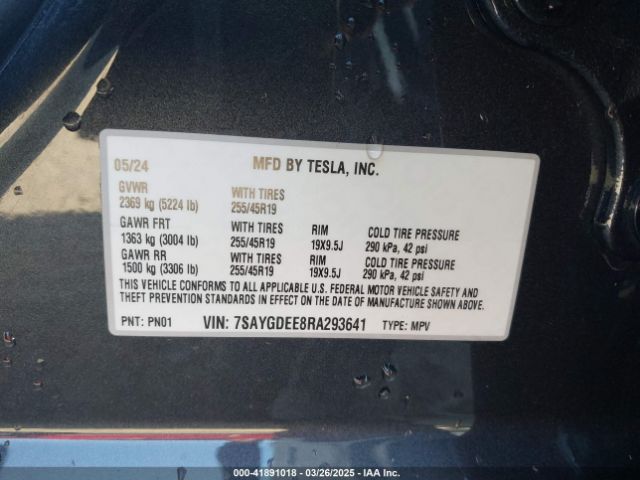 05/24 MFD BY TESLA, INC.
GVWR WITH TIRES
2369 kg (5224 lb) 255/45R19
GAWR FRT WITH TIRES RIM COLD TIRE PRESSURE
1363 kg (3004 lb) 255/45R19 19X9.5J 290 kPa, 42 psi
GAWR RR WITH TIRES RIM COLD TIRE PRESSURE
1500 kg (3306 lb) 255/45R19 19X9.5J 290 kPa, 42 psi
THIS VEHICLE CONFORMS TO ALL APPLICABLE U.S. FEDERAL MOTOR VEHICLE SAFETY AND
THEFT PREVENTION STANDARDS IN EFFECT ON THE DATE OF MANUFACTURE SHOWN ABOVE.
PNT: PN01 VIN: 7SAYGDEE8RA293641 TYPE: MPV
000-41891018 | 03/26/2025 | IAA Inc.